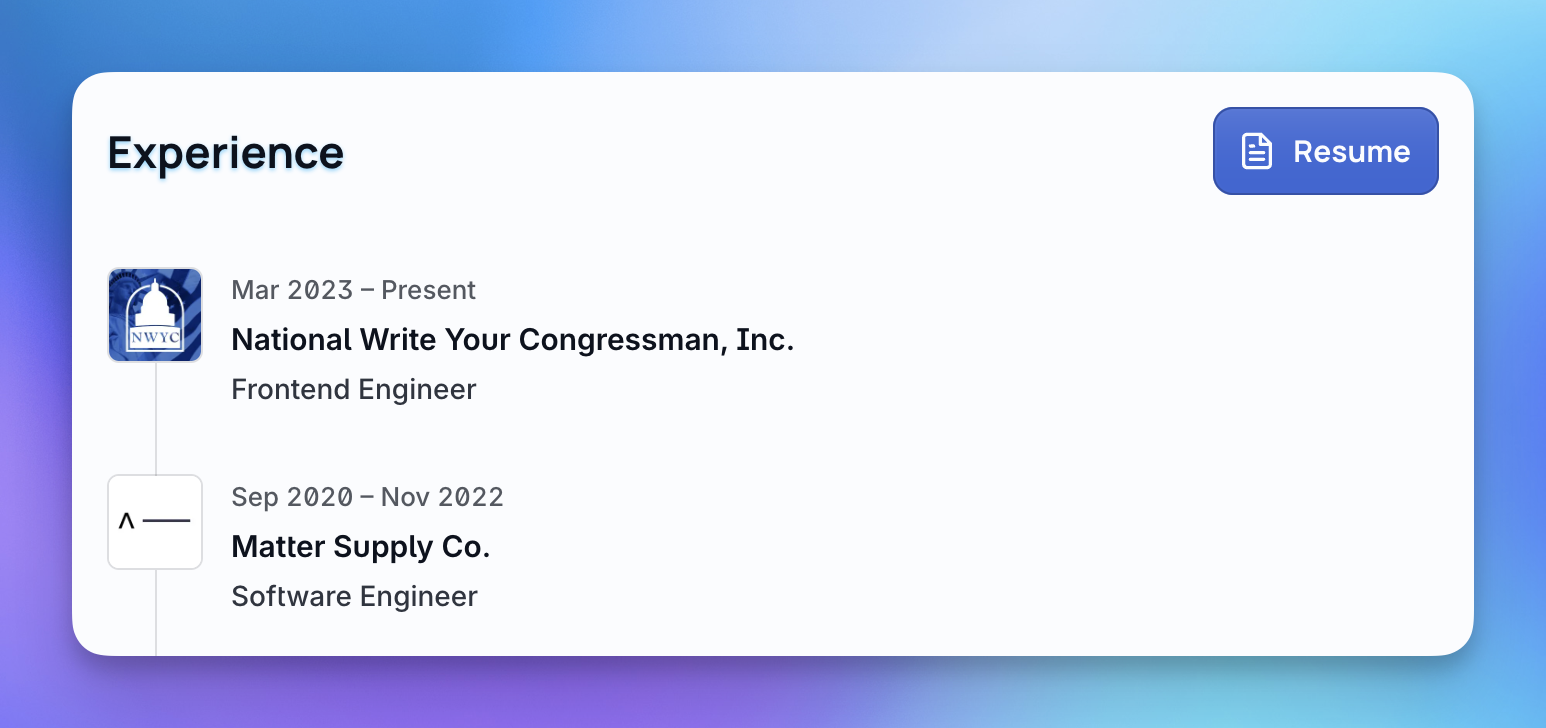 Experience
Resume
NWYC
Mar 2023 – Present
National Write Your Congressman, Inc.
Frontend Engineer
Λ —
Sep 2020 – Nov 2022
Matter Supply Co.
Software Engineer